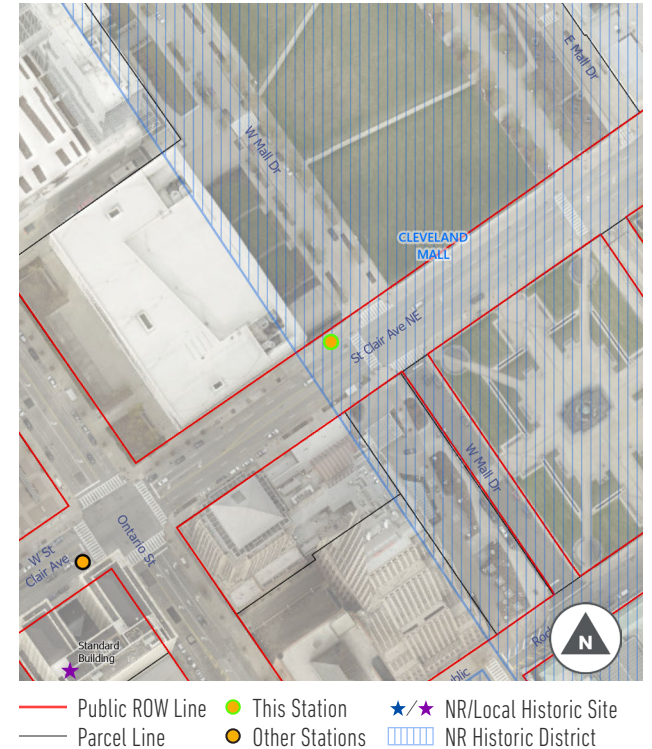 E Mall Dr
W Mall Dr
CLEVELAND
MALL
St Clair Ave NE
W Mall Dr
Ontario St
W St
Clair Ave
Standard
Building
N
Public ROW Line
This Station
NR/Local Historic Site
Parcel Line
Other Stations
NR Historic District